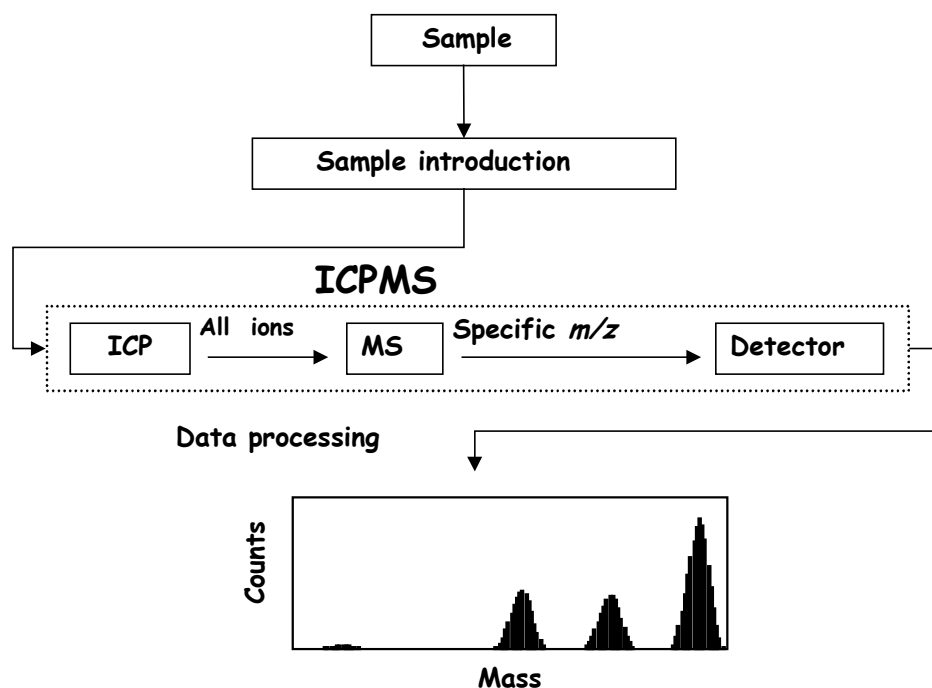 Sample
Sample introduction
ICPMS
ICP
All ions
MS
Specific m/z
Detector
Data processing
Counts
Mass